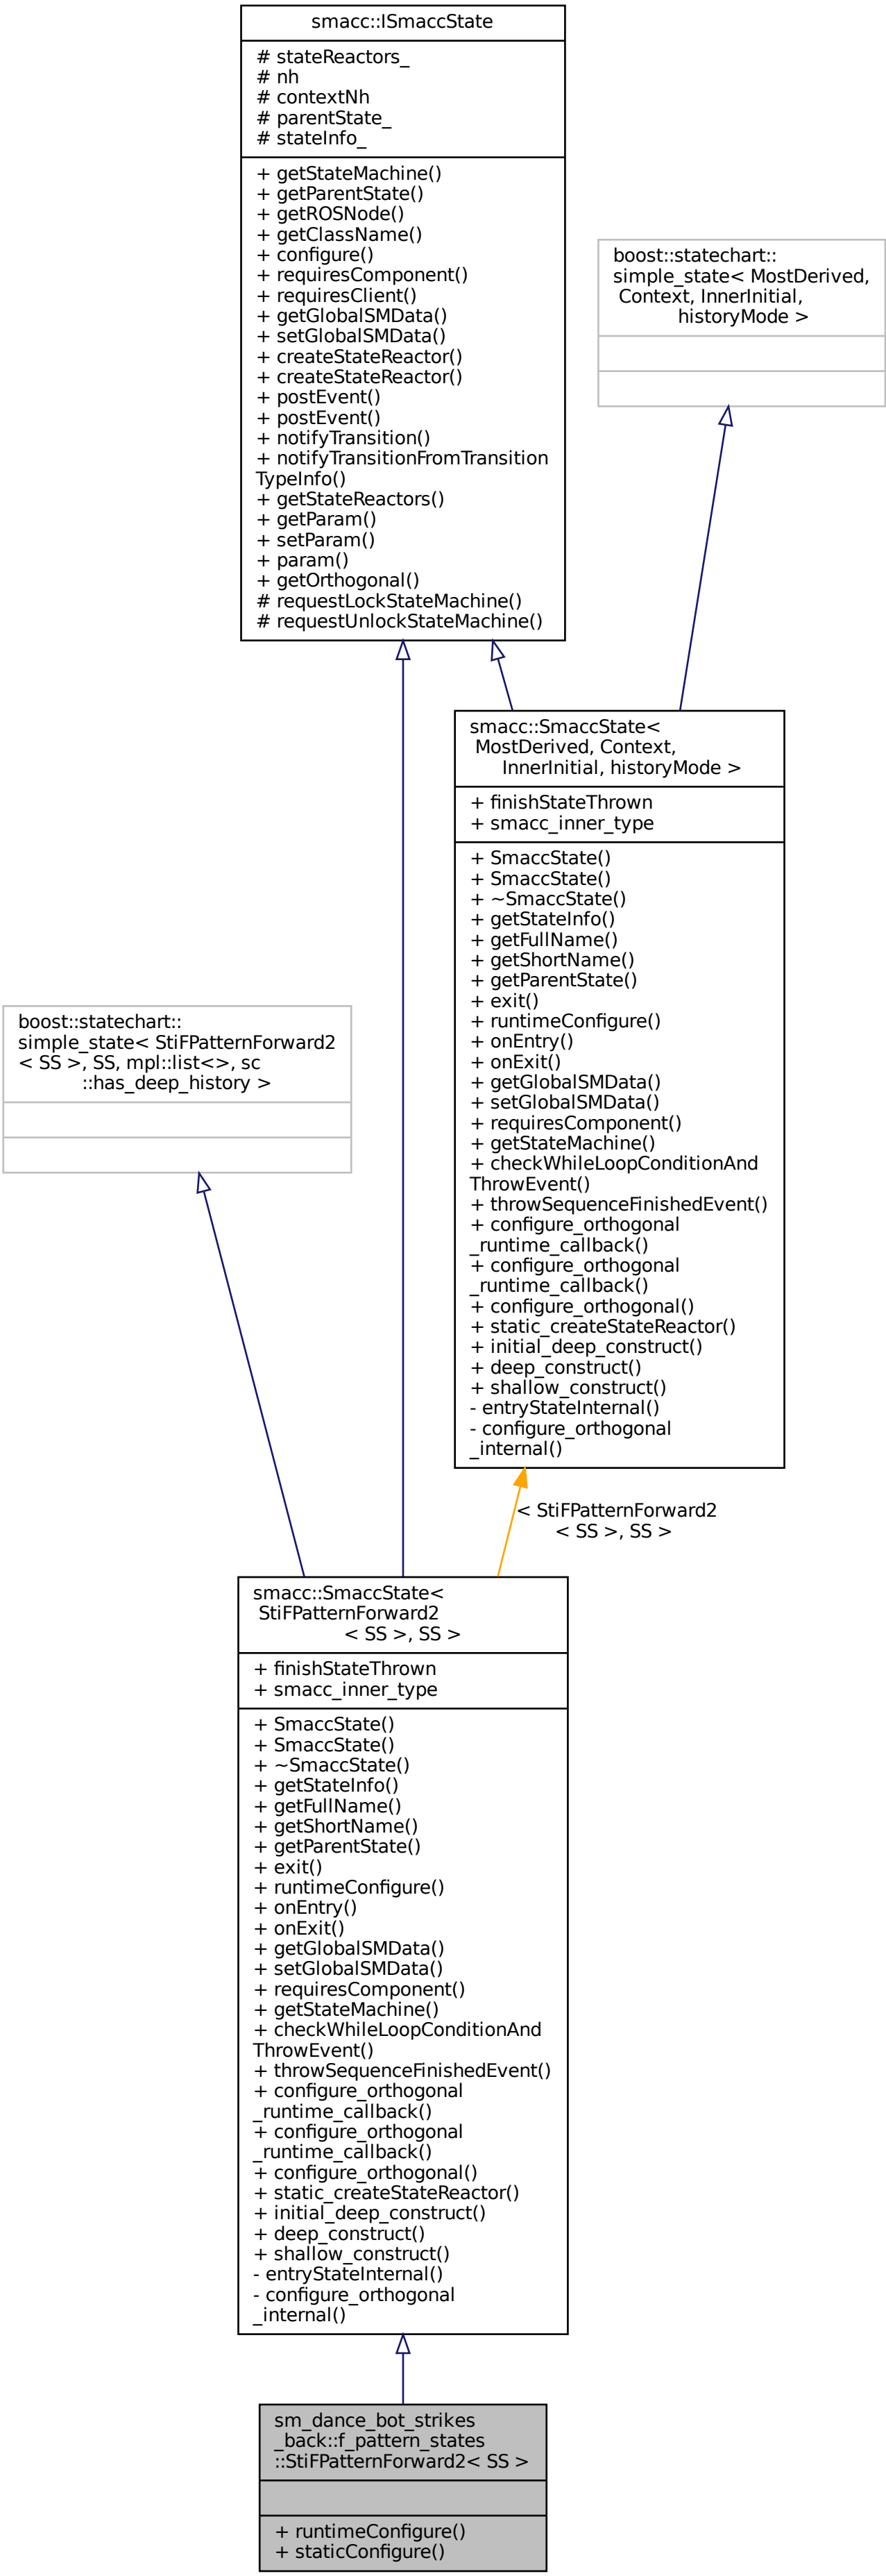 smacc::ISmaccState
# stateReactors_
# nh
# contextNh
# parentState_
# stateInfo_
+ getStateMachine()
+ getParentState()
+ getROSNode()
+ getClassName()
+ configure()
+ requiresComponent()
+ requiresClient()
+ getGlobalSMData()
+ setGlobalSMData()
+ createStateReactor()
+ createStateReactor()
+ postEvent()
+ postEvent()
+ notifyTransition()
+ notifyTransitionFromTransition
TypeInfo()
+ getStateReactors()
+ getParam()
+ setParam()
+ param()
+ getOrthogonal()
# requestLockStateMachine()
# requestUnlockStateMachine()
boost::statechart::
simple_state< MostDerived,
Context, InnerInitial,
historyMode >
smacc::SmaccState<
MostDerived, Context,
InnerInitial, historyMode >
+ finishStateThrown
+ smacc_inner_type
+ SmaccState()
+ SmaccState()
+ ~SmaccState()
+ getStateInfo()
+ getFullName()
+ getShortName()
+ getParentState()
+ exit()
+ runtimeConfigure()
+ onEntry()
+ onExit()
+ getGlobalSMData()
+ setGlobalSMData()
+ requiresComponent()
+ getStateMachine()
+ checkWhileLoopConditionAnd
ThrowEvent()
+ throwSequenceFinishedEvent()
+ configure_orthogonal
_runtime_callback()
+ configure_orthogonal
_runtime_callback()
+ configure_orthogonal()
+ static_createStateReactor()
+ initial_deep_construct()
+ deep_construct()
+ shallow_construct()
- entryStateInternal()
- configure_orthogonal
_internal()
boost::statechart::
simple_state< StiFPatternForward2
< SS >, SS, mpl::list<>, sc
::has_deep_history >
< StiFPatternForward2
< SS >, SS >
smacc::SmaccState<
StiFPatternForward2
< SS >, SS >
+ finishStateThrown
+ smacc_inner_type
+ SmaccState()
+ SmaccState()
+ ~SmaccState()
+ getStateInfo()
+ getFullName()
+ getShortName()
+ getParentState()
+ exit()
+ runtimeConfigure()
+ onEntry()
+ onExit()
+ getGlobalSMData()
+ setGlobalSMData()
+ requiresComponent()
+ getStateMachine()
+ checkWhileLoopConditionAnd
ThrowEvent()
+ throwSequenceFinishedEvent()
+ configure_orthogonal
_runtime_callback()
+ configure_orthogonal
_runtime_callback()
+ configure_orthogonal()
+ static_createStateReactor()
+ initial_deep_construct()
+ deep_construct()
+ shallow_construct()
- entryStateInternal()
- configure_orthogonal
_internal()
sm_dance_bot_strikes
_back::f_pattern_states
::StiFPatternForward2< SS >
+ runtimeConfigure()
+ staticConfigure()